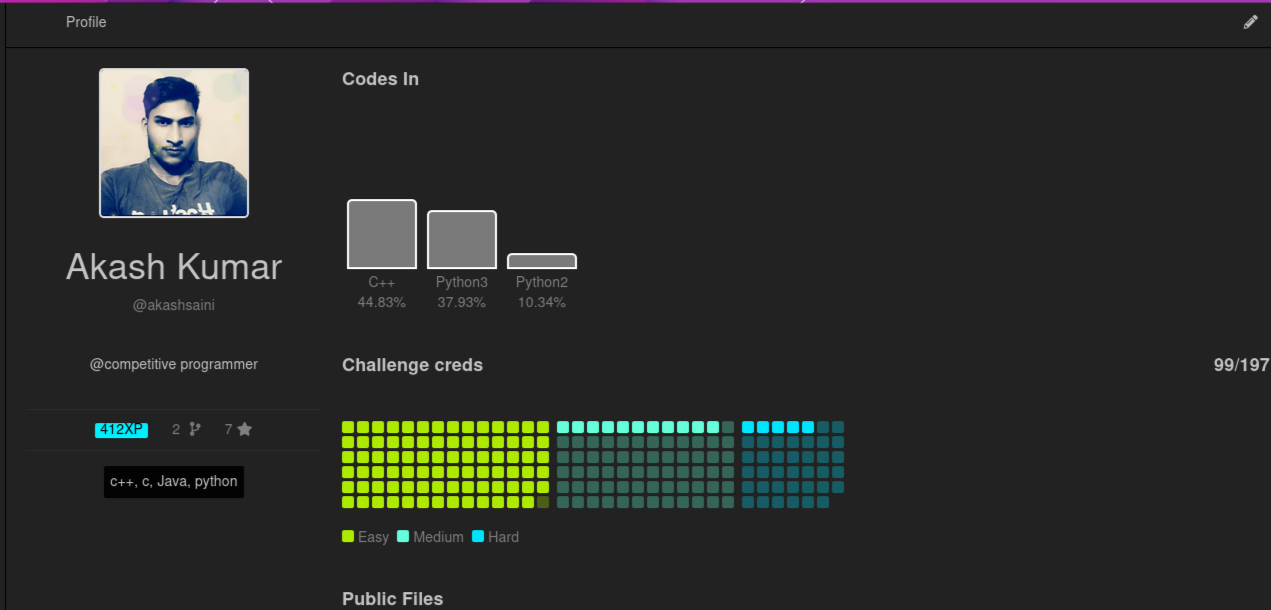 Profile
Akash Kumar
@akashsaini
@competitive programmer
412XP 2 7
c++, c, Java, python
Codes In
C++ Python3 Python2
44.83% 37.93% 10.34%
Challenge creds 99/197
Easy Medium Hard
Public Files